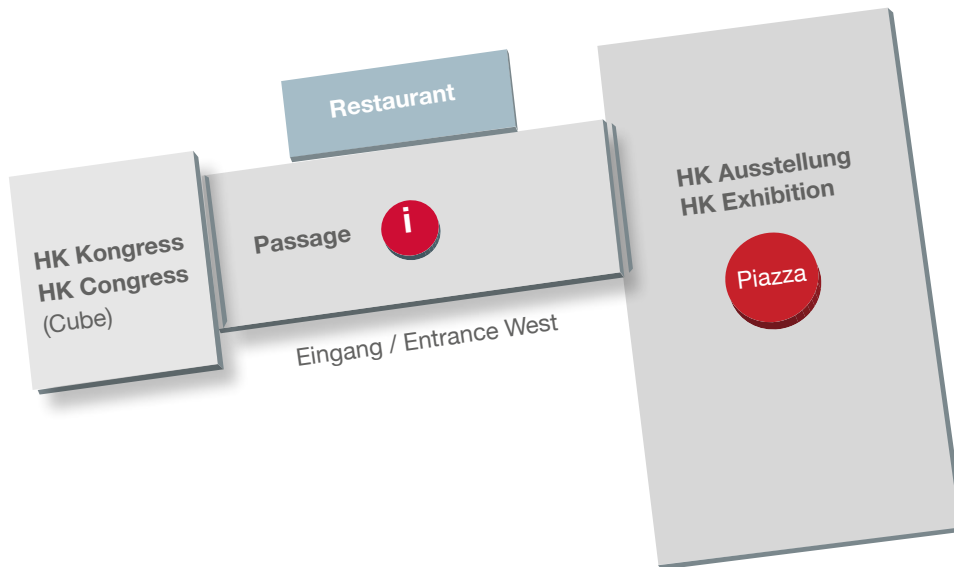 Restaurant
HK Ausstellung
HK Exhibition
i
Passage
HK Kongress
HK Congress
(Cube)
Piazza
Eingang / Entrance West